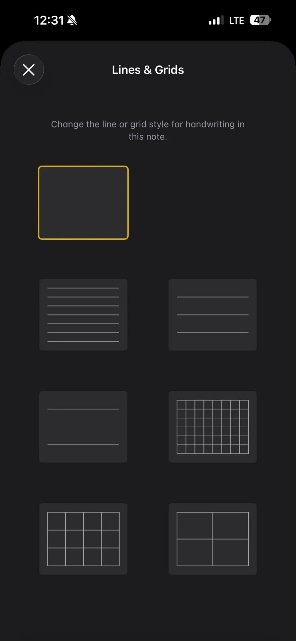 12:31
LTE
47
Lines & Grids
Change the line or grid style for handwriting in
this note.